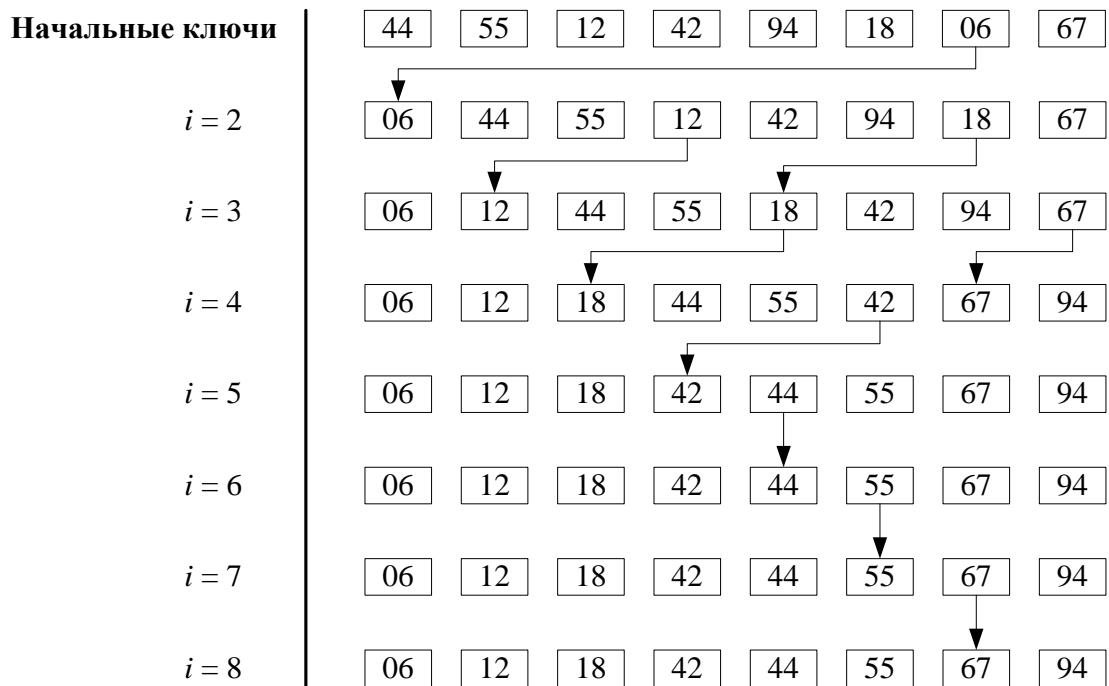 Начальные ключи 44 55 12 42 94 18 06 67
i = 2 06 44 55 12 42 94 18 67
i = 3 06 12 44 55 18 42 94 67
i = 4 06 12 18 44 55 42 67 94
i = 5 06 12 18 42 44 55 67 94
i = 6 06 12 18 42 44 55 67 94
i = 7 06 12 18 42 44 55 67 94
i = 8 06 12 18 42 44 55 67 94